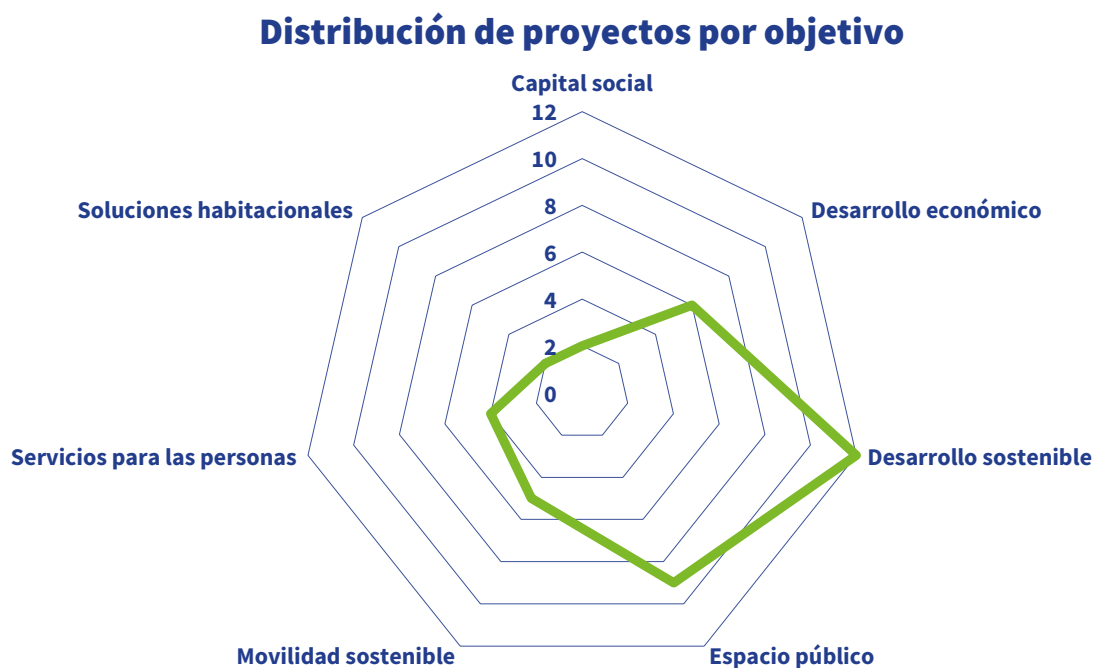 Distribución de proyectos por objetivo
Capital social
12
10
8
6
4
2
0
Soluciones habitacionales
Desarrollo económico
Servicios para las personas
Desarrollo sostenible
Movilidad sostenible
Espacio público